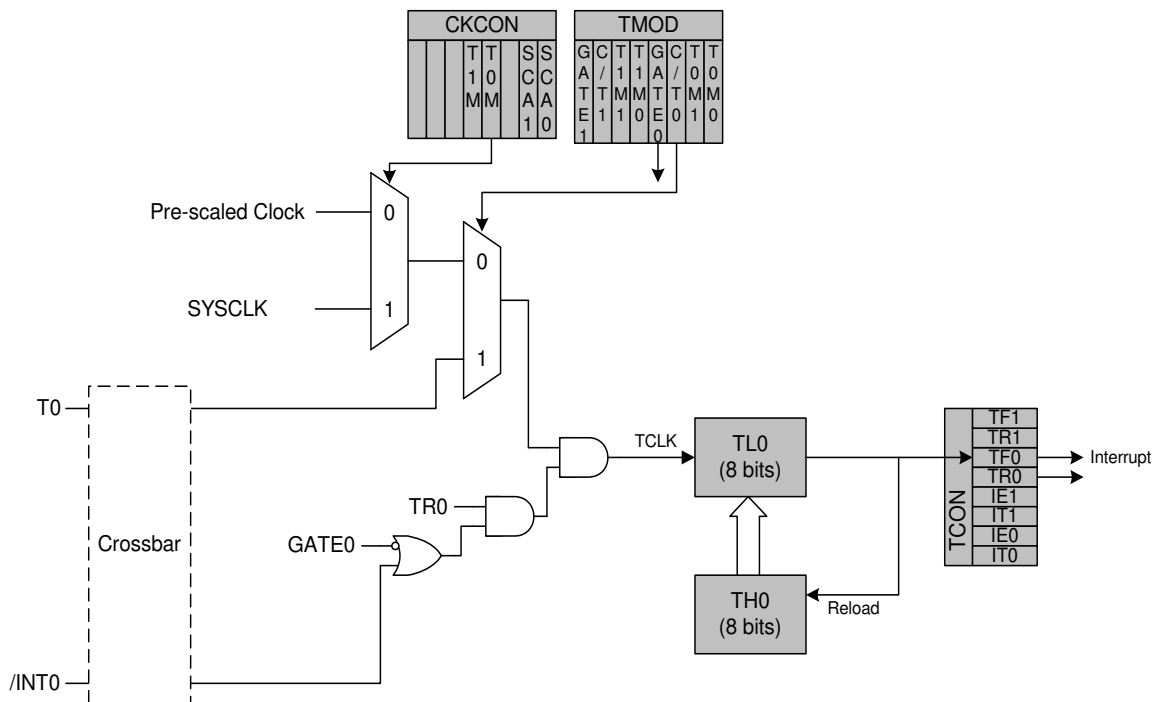 CKCON
T1M
T0M
SCA1
SCA0
TMOD
GATE1
C/T1
T1M1
T1M0
GATE0
C/T0
T0M1
T0M0
Pre-scaled Clock
0
SYSCLK
1
0
1
T0
Crossbar
/INT0
TR0
GATE0
TCLK
TL0
(8 bits)
TH0
(8 bits)
Reload
TCON
TF1
TR1
TF0
TR0
IE1
IT1
IE0
IT0
Interrupt